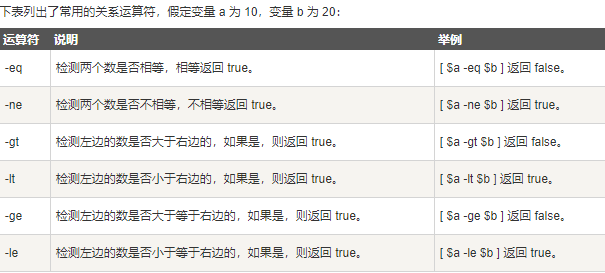 下表列出了常用的关系运算符，假定变量 a 为 10，变量 b 为 20：
运算符 说明 举例
-eq 检测两个数是否相等，相等返回 true。 [ $a -eq $b ] 返回 false。
-ne 检测两个数是否不相等，不相等返回 true。 [ $a -ne $b ] 返回 true。
-gt 检测左边的数是否大于右边的，如果是，则返回 true。 [ $a -gt $b ] 返回 false。
-lt 检测左边的数是否小于右边的，如果是，则返回 true。 [ $a -lt $b ] 返回 true。
-ge 检测左边的数是否大于等于右边的，如果是，则返回 true。 [ $a -ge $b ] 返回 false。
-le 检测左边的数是否小于等于右边的，如果是，则返回 true。 [ $a -le $b ] 返回 true。